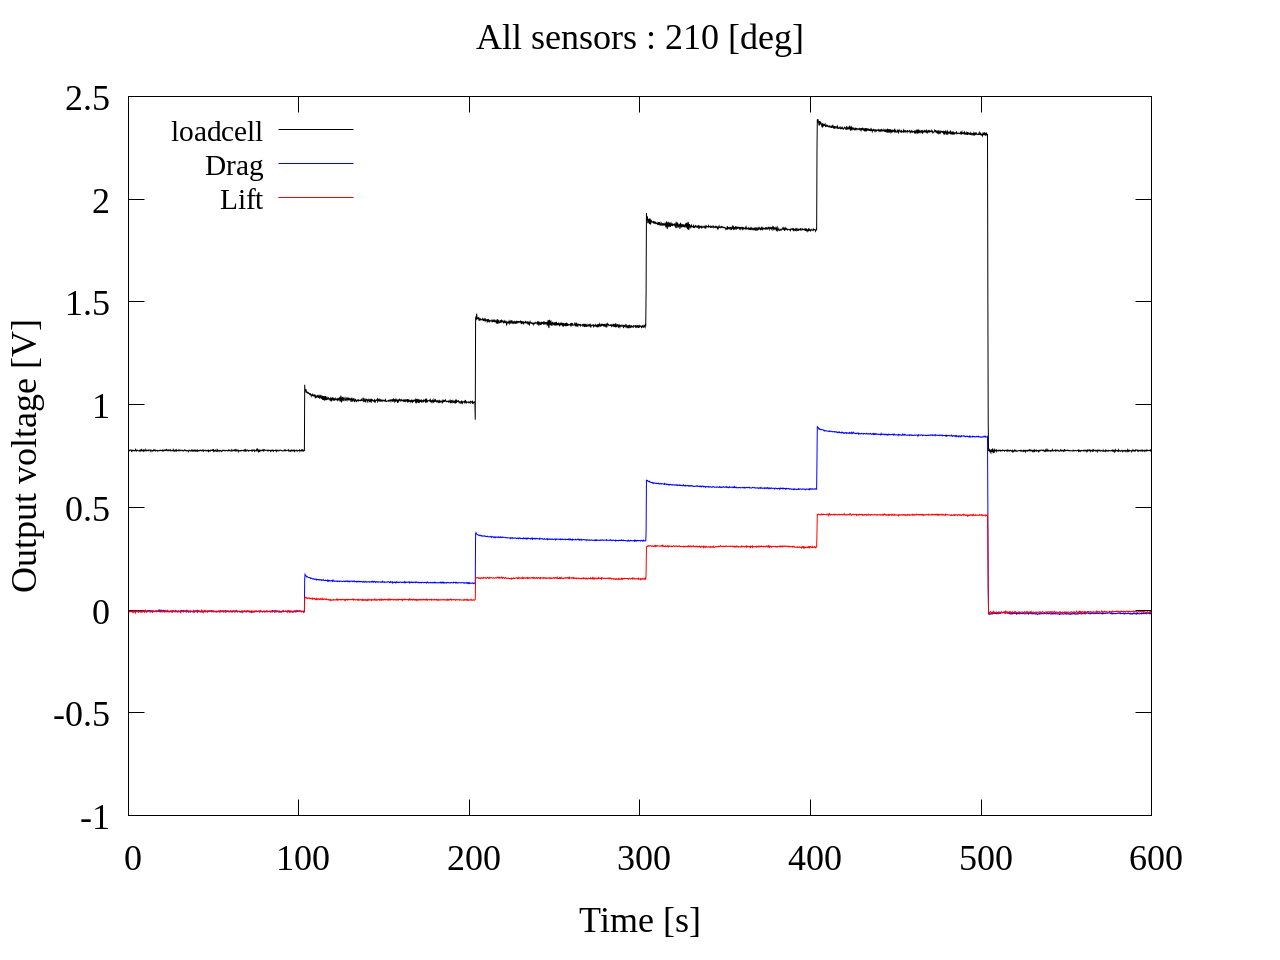 All sensors : 210 [deg]
2.5
2
1.5
1
0.5
0
-0.5
-1
loadcell
Drag
Lift
Output voltage [V]
0 100 200 300 400 500 600
Time [s]